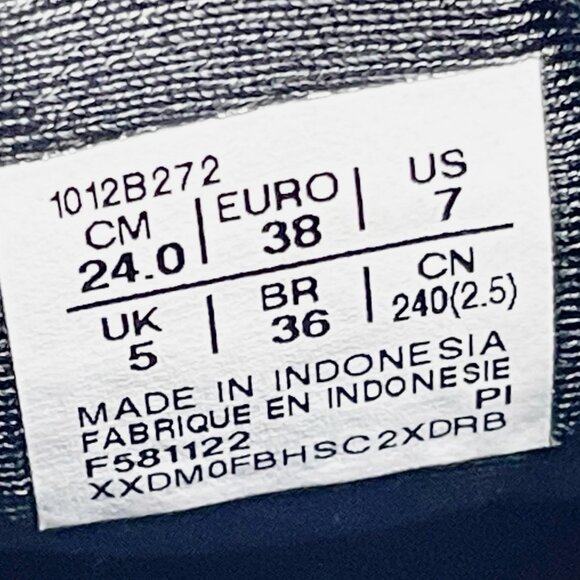 1012B272
CM | EURO | US
24.0 | 38 | 7
UK | BR | CN
5 | 36 | 240(2.5)
MADE IN INDONESIA
FABRIQUE EN INDONESIE
F581122 PI
XXDM0FBHSC2XDRB